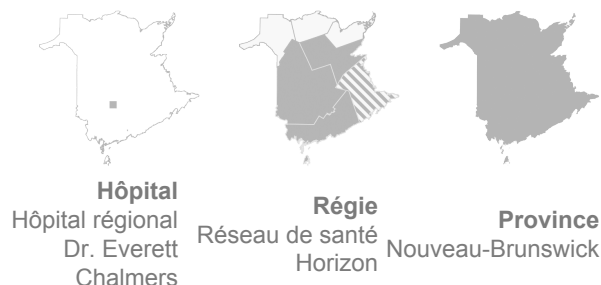 Hôpital
Hôpital régional
Dr. Everett
Chalmers
Régie
Réseau de santé
Horizon
Province
Nouveau-Brunswick